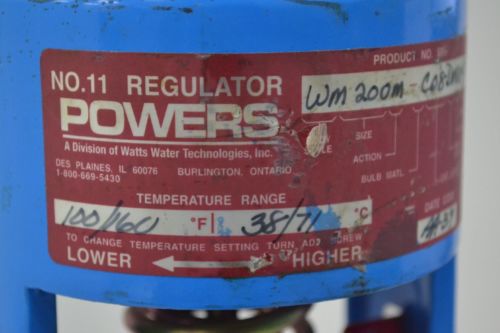 PRODUCT NO.
NO.11 REGULATOR
WM 200M-
POWERS
SIZE
A Division of Watts Water Technologies, Inc.
ACTION
DES PLAINES, IL 60076 BURLINGTON, ONTARIO
1-800-669-5430
BULB MATL.
TEMPERATURE RANGE
DATE
100/160 °F 38/71 °C
TO CHANGE TEMPERATURE SETTING TURN ADJ SCREW
LOWER HIGHER